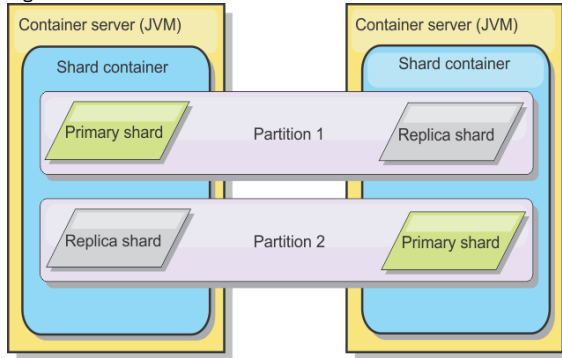 Container server (JVM)
Container server (JVM)
Shard container
Shard container
Primary shard
Partition 1
Replica shard
Replica shard
Partition 2
Primary shard